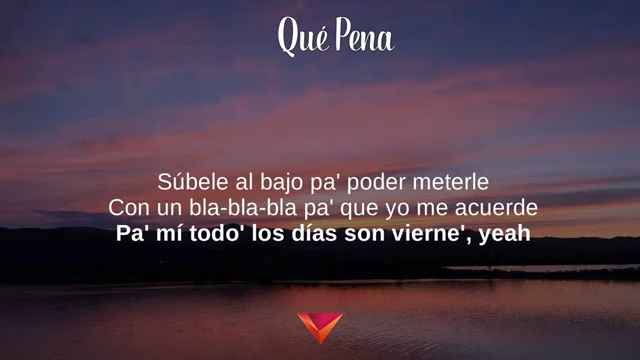 Qué Pena
Súbele al bajo pa' poder meterle
Con un bla-bla-bla pa' que yo me acuerde
Pa' mí todo' los días son vierne', yeah